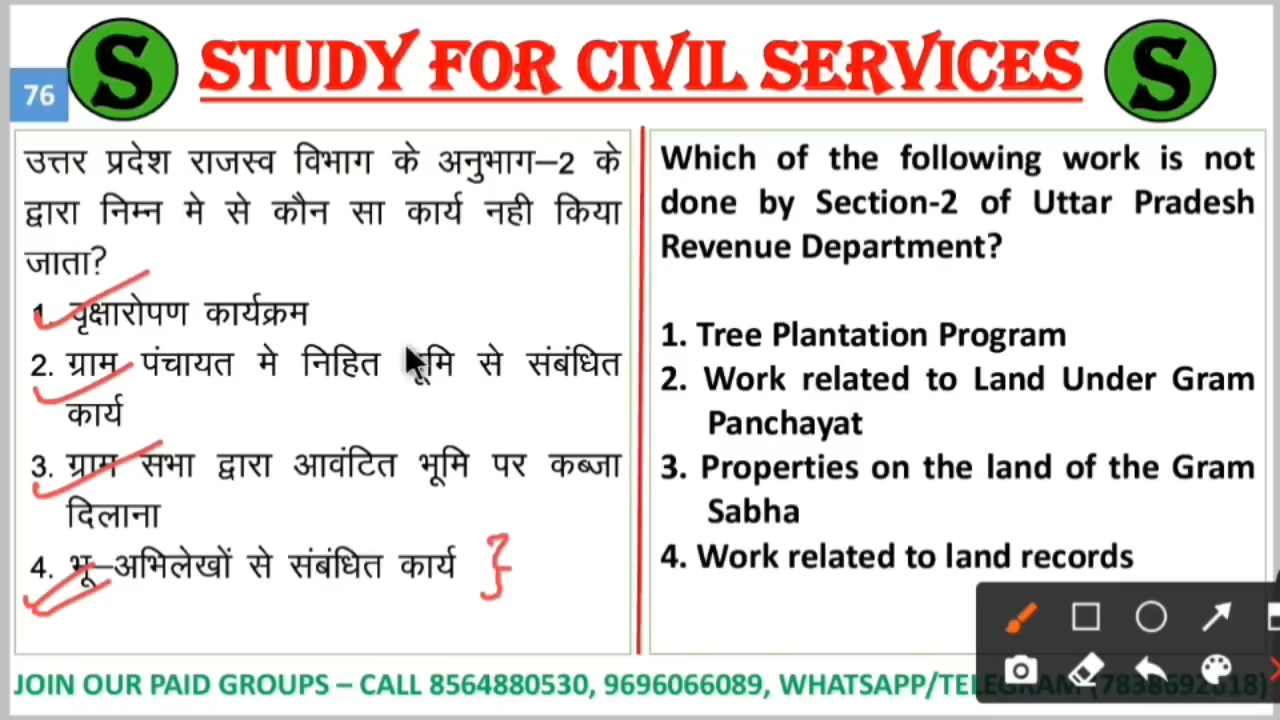 S STUDY FOR CIVIL SERVICES S
76
उत्तर प्रदेश राजस्व विभाग के अनुभाग–2 के
द्वारा निम्न मे से कौन सा कार्य नही किया
जाता?
1. वृक्षारोपण कार्यक्रम
2. ग्राम पंचायत मे निहित भूमि से संबंधित
कार्य
3. ग्राम सभा द्वारा आवंटित भूमि पर कब्जा
दिलाना
4. भू–अभिलेखों से संबंधित कार्य
Which of the following work is not
done by Section-2 of Uttar Pradesh
Revenue Department?
1. Tree Plantation Program
2. Work related to Land Under Gram
Panchayat
3. Properties on the land of the Gram
Sabha
4. Work related to land records
JOIN OUR PAID GROUPS – CALL 8564880530, 9696066089, WHATSAPP/TELEGRAM (7838692618)